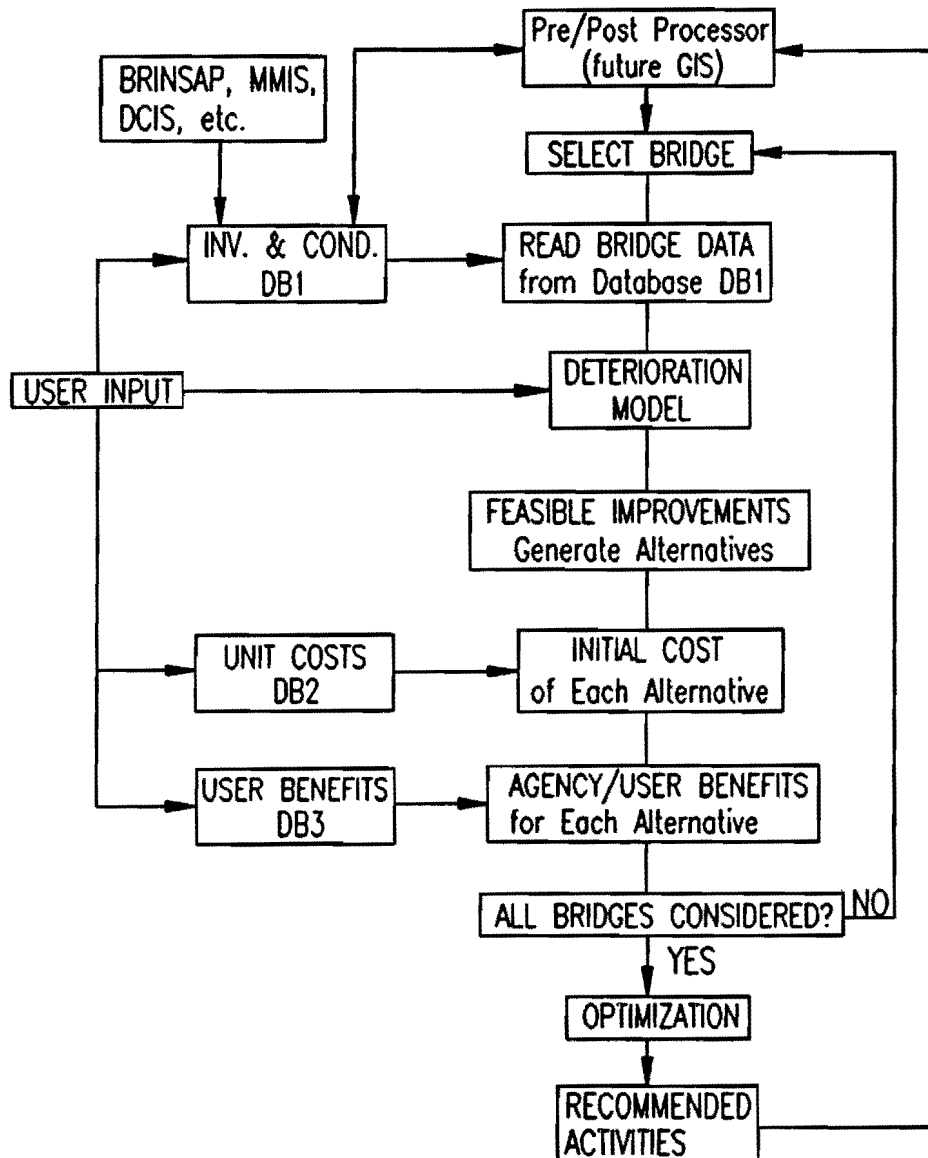 Pre/Post Processor
(future GIS)
BRINSAP, MMIS,
DCIS, etc.
SELECT BRIDGE
INV. & COND.
DB1
READ BRIDGE DATA
from Database DB1
USER INPUT
DETERIORATION
MODEL
FEASIBLE IMPROVEMENTS
Generate Alternatives
UNIT COSTS
DB2
INITIAL COST
of Each Alternative
USER BENEFITS
DB3
AGENCY/USER BENEFITS
for Each Alternative
ALL BRIDGES CONSIDERED?
NO
YES
OPTIMIZATION
RECOMMENDED
ACTIVITIES